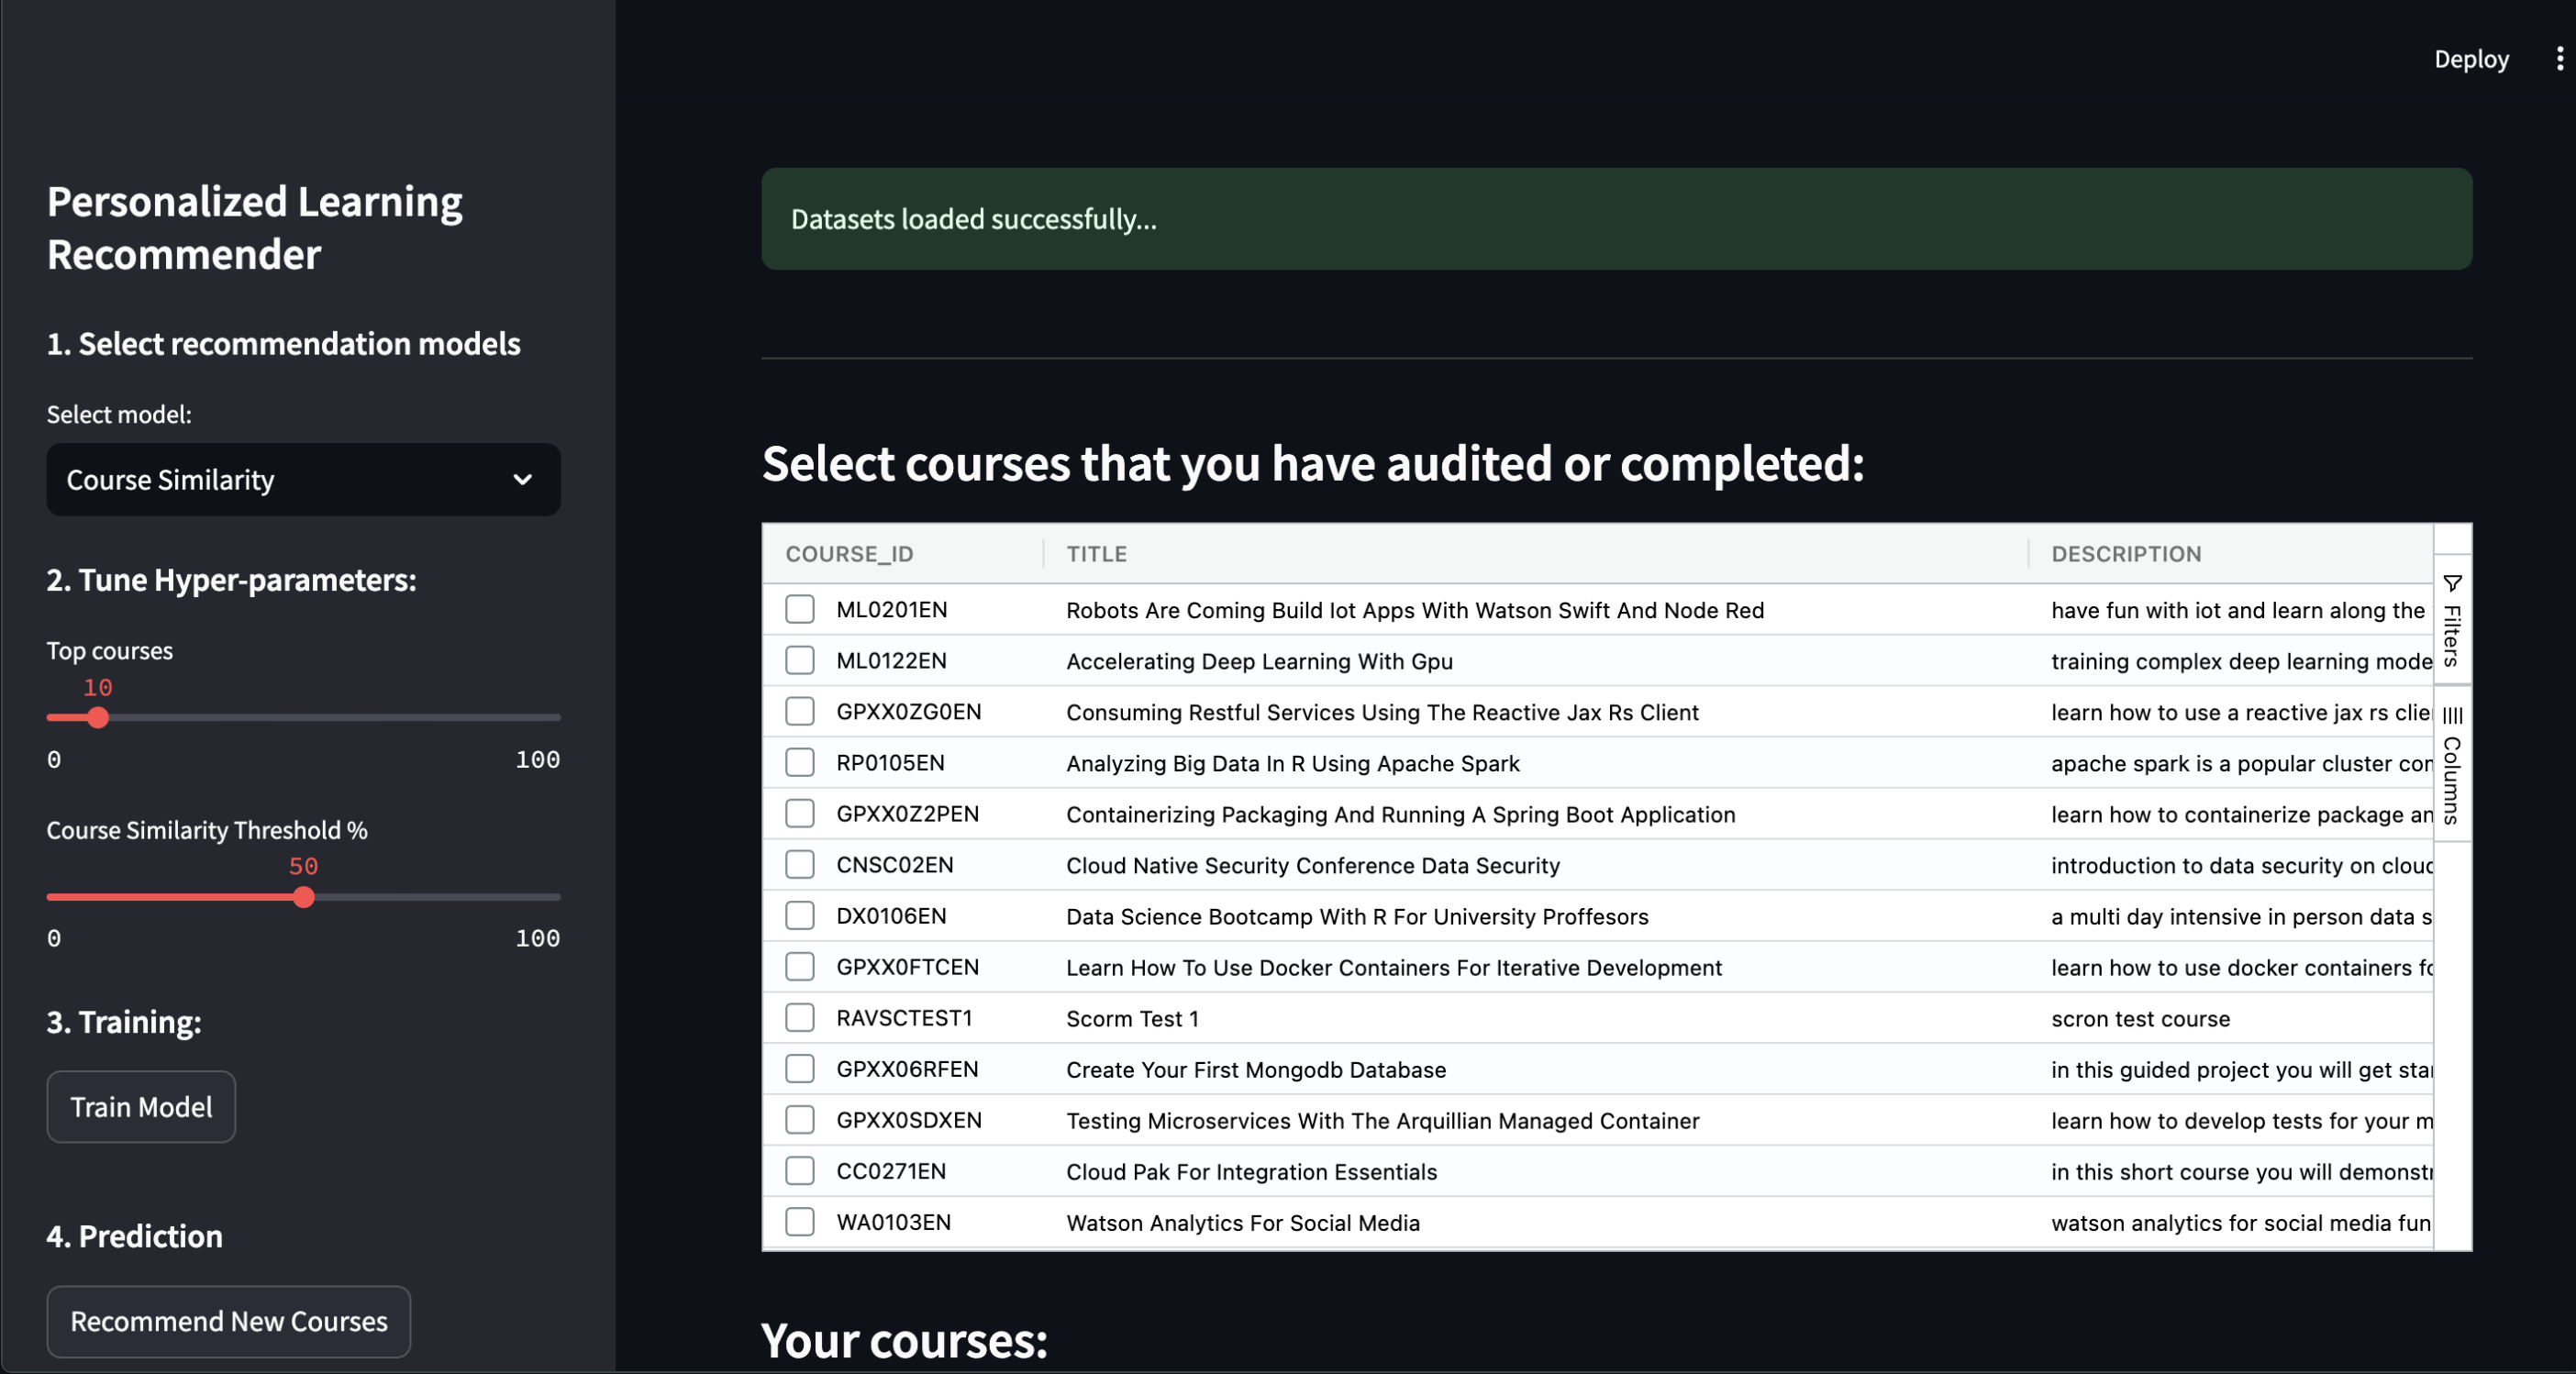 Deploy
Personalized Learning
Recommender
1. Select recommendation models
Select model:
Course Similarity
2. Tune Hyper-parameters:
Top courses
10
0 100
Course Similarity Threshold %
50
0 100
3. Training:
Train Model
4. Prediction
Recommend New Courses
Datasets loaded successfully...
Select courses that you have audited or completed:
COURSE_ID TITLE DESCRIPTION
ML0201EN Robots Are Coming Build Iot Apps With Watson Swift And Node Red have fun with iot and learn along the
ML0122EN Accelerating Deep Learning With Gpu training complex deep learning mode
GPXX0ZG0EN Consuming Restful Services Using The Reactive Jax Rs Client learn how to use a reactive jax rs clie
RP0105EN Analyzing Big Data In R Using Apache Spark apache spark is a popular cluster con
GPXX0Z2PEN Containerizing Packaging And Running A Spring Boot Application learn how to containerize package an
CNSC02EN Cloud Native Security Conference Data Security introduction to data security on cloud
DX0106EN Data Science Bootcamp With R For University Proffesors a multi day intensive in person data s
GPXX0FTCEN Learn How To Use Docker Containers For Iterative Development learn how to use docker containers fo
RAVSCTEST1 Scorm Test 1 scron test course
GPXX06RFEN Create Your First Mongodb Database in this guided project you will get sta
GPXX0SDXEN Testing Microservices With The Arquillian Managed Container learn how to develop tests for your m
CC0271EN Cloud Pak For Integration Essentials in this short course you will demonst
WA0103EN Watson Analytics For Social Media watson analytics for social media fun
Filters
Columns
Your courses: